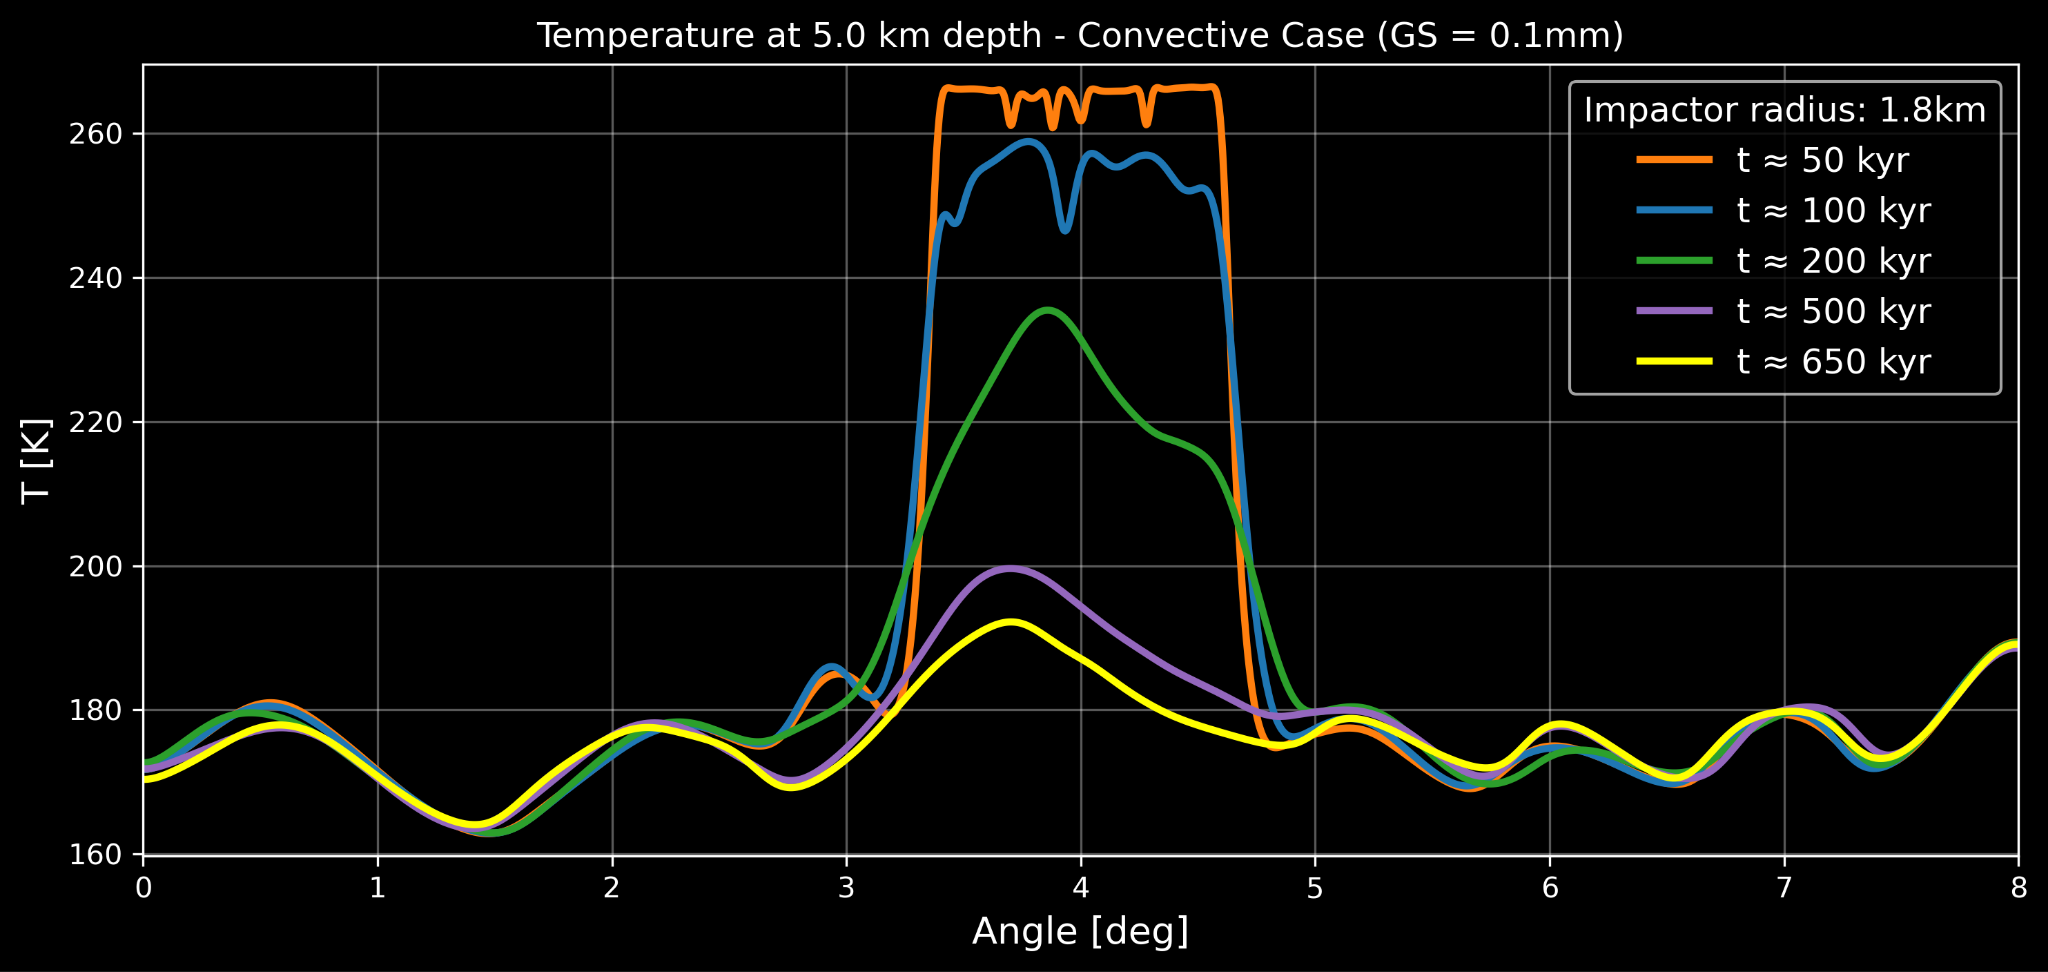 Temperature at 5.0 km depth - Convective Case (GS = 0.1mm)
Impactor radius: 1.8km
t ≈ 50 kyr
t ≈ 100 kyr
t ≈ 200 kyr
t ≈ 500 kyr
t ≈ 650 kyr
T [K]
260
240
220
200
180
160
0 1 2 3 4 5 6 7 8
Angle [deg]